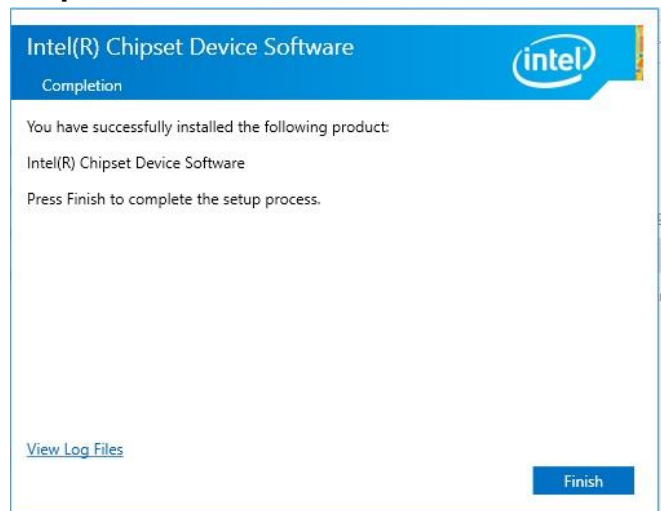 Intel(R) Chipset Device Software
intel
Completion
You have successfully installed the following product:
Intel(R) Chipset Device Software
Press Finish to complete the setup process.
View Log Files
Finish